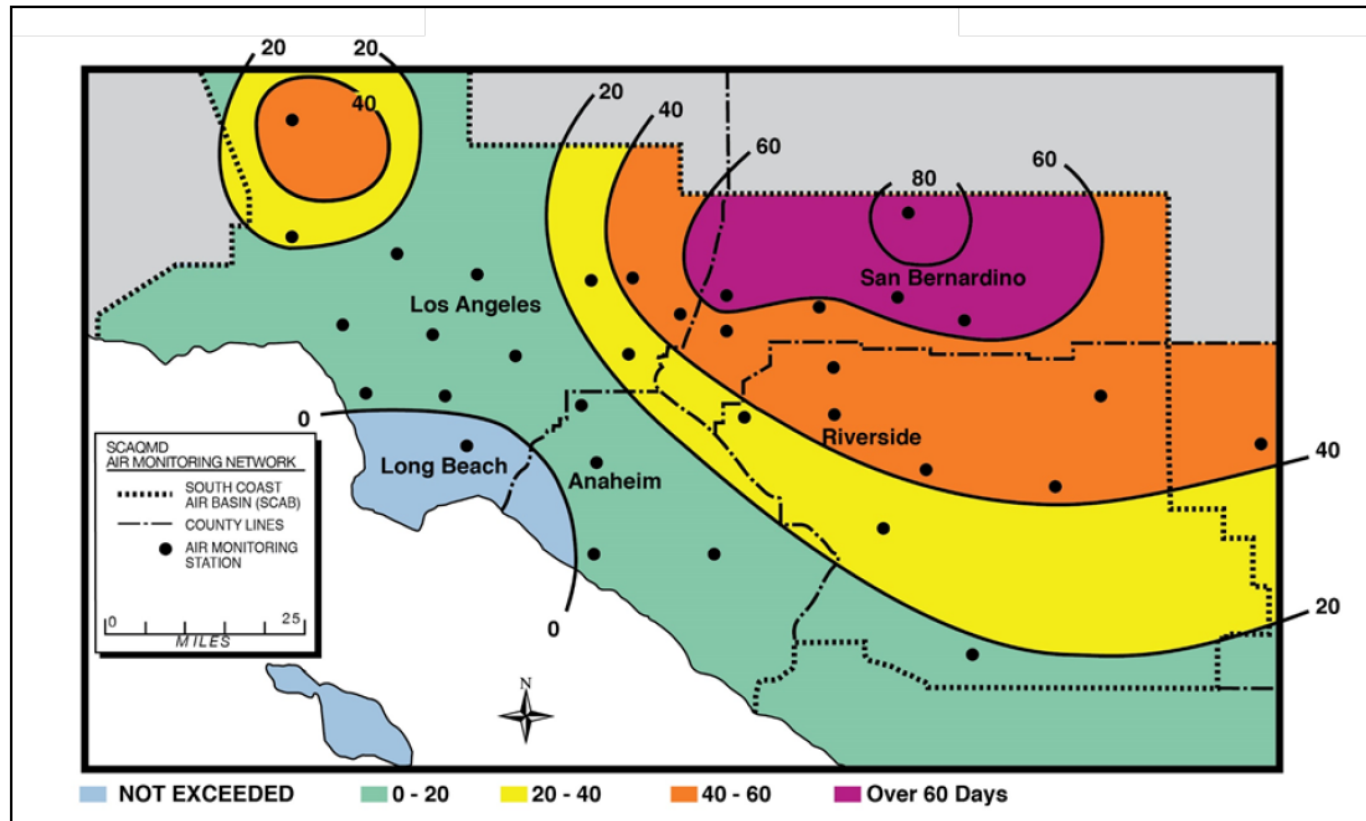 20
20
40
20
40
60
80
60
San Bernardino
Los Angeles
0
SCAQMD
AIR MONITORING NETWORK
SOUTH COAST
AIR BASIN (SCAB)
COUNTY LINES
AIR MONITORING
STATION
0 25
MILES
Long Beach
Anaheim
Riverside
40
20
0
N
NOT EXCEEDED
0 - 20
20 - 40
40 - 60
Over 60 Days